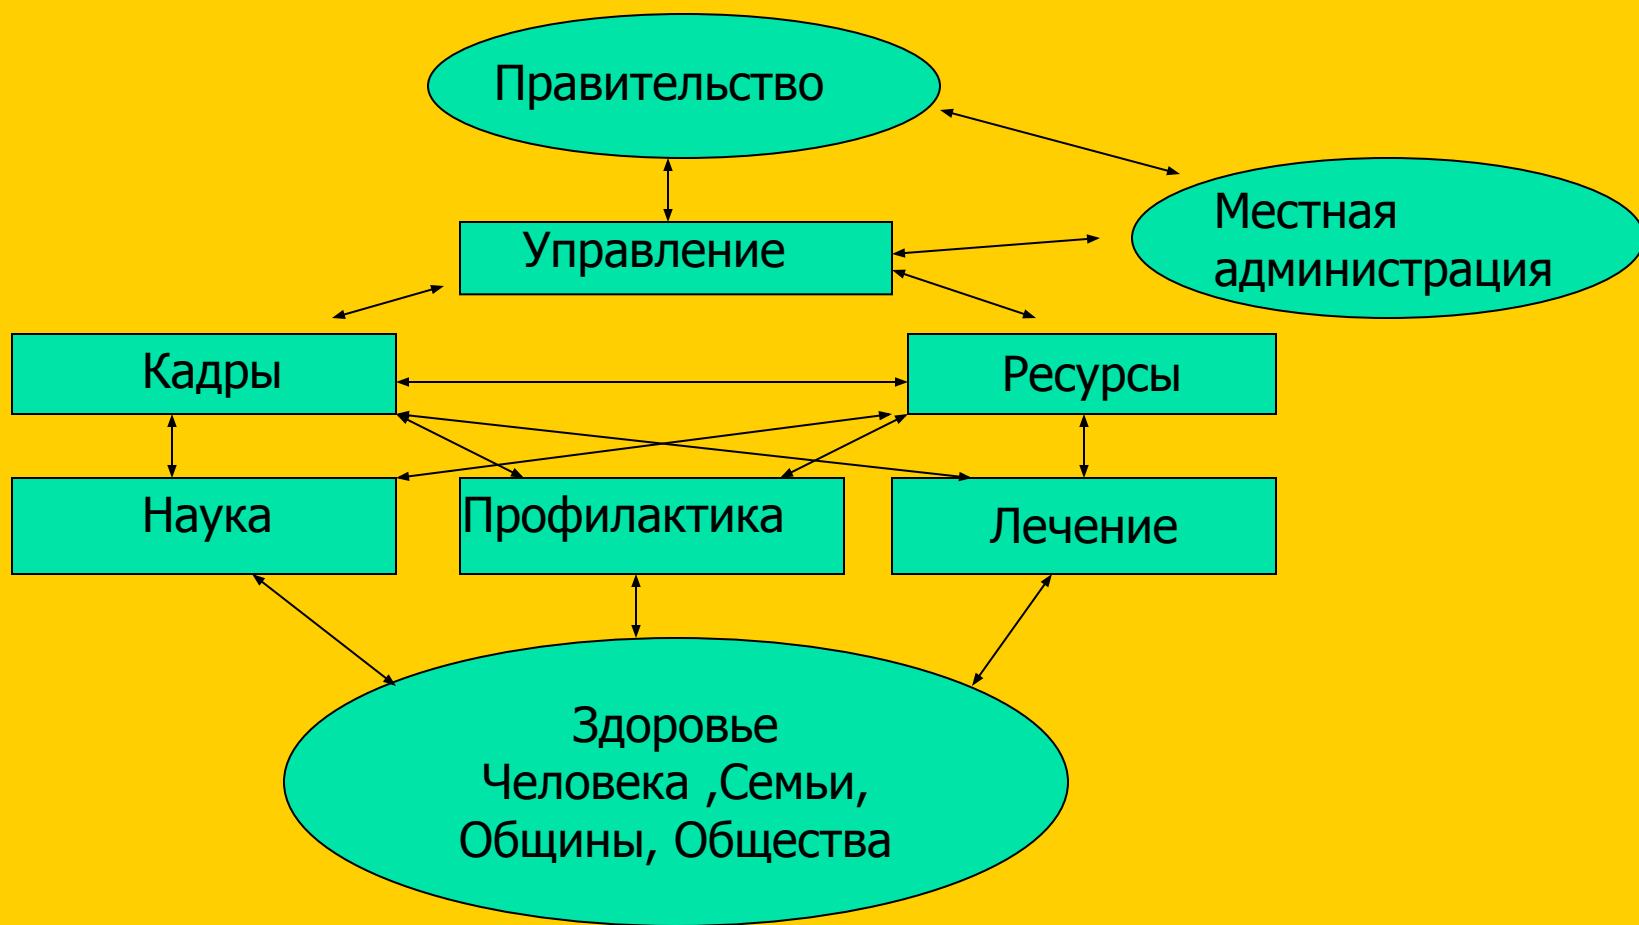 Правительство
Местная
администрация
Управление
Кадры
Ресурсы
Наука
Профилактика
Лечение
Здоровье
Человека ,Семьи,
Общины, Общества